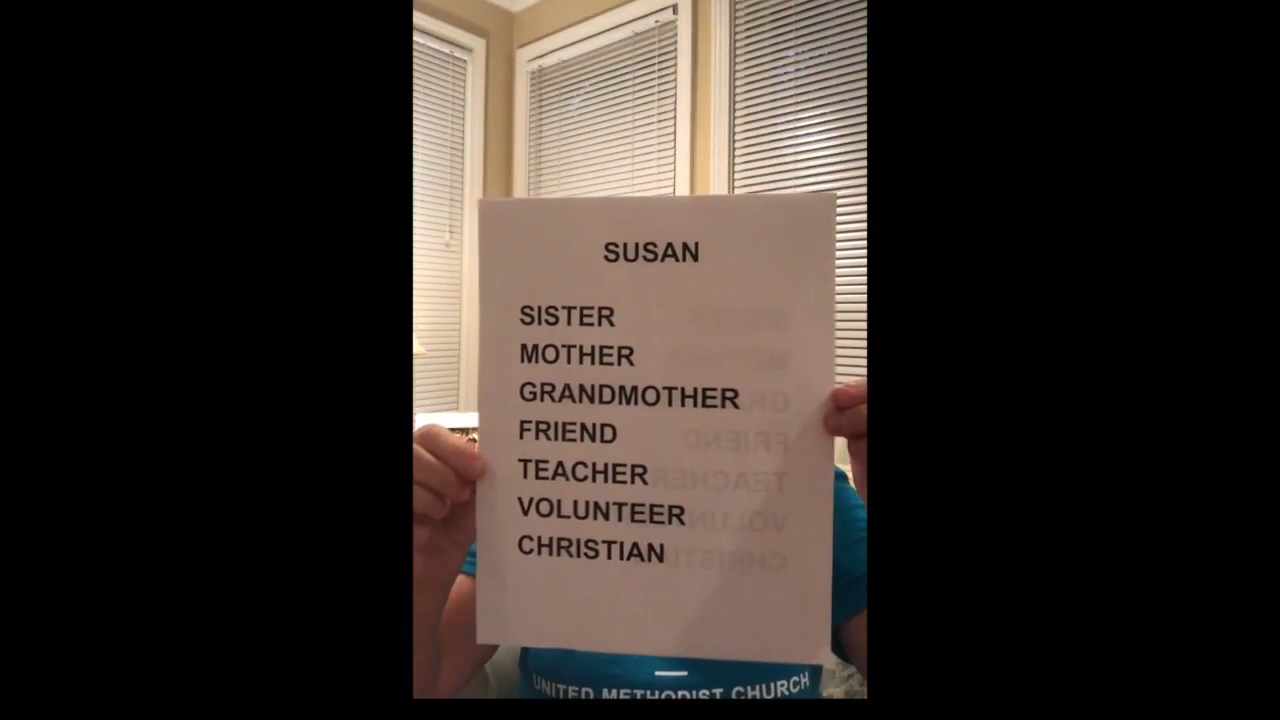 SUSAN
SISTER
MOTHER
GRANDMOTHER
FRIEND
TEACHER
VOLUNTEER
CHRISTIAN
UNITED METHODIST CHURCH